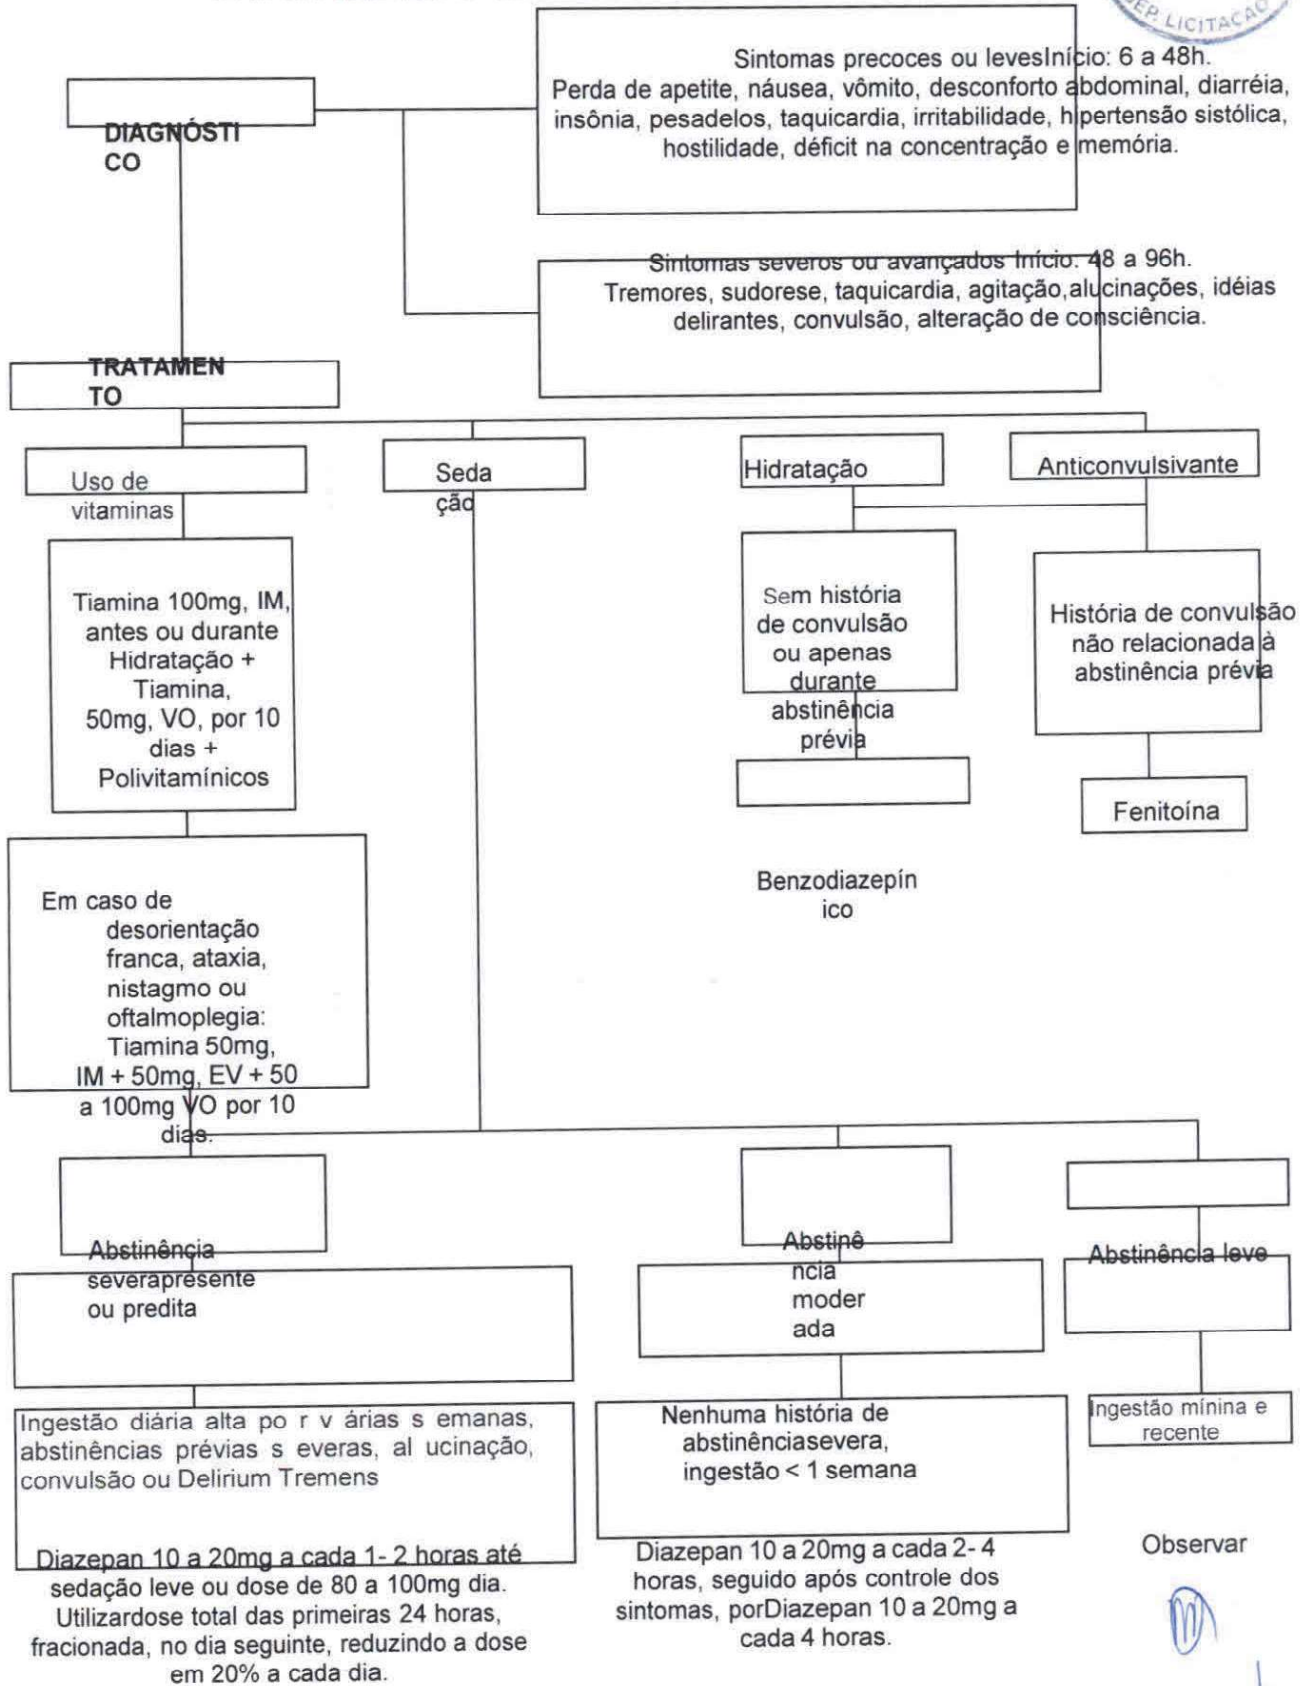 SEP. LICITACAO
Sintomas precoces ou levesInício: 6 a 48h.
Perda de apetite, náusea, vômito, desconforto abdominal, diarréia,
insônia, pesadelos, taquicardia, irritabilidade, hipertensão sistólica,
hostilidade, déficit na concentração e memória.
DIAGNÓSTI
CO
Sintomas severos ou avançados Início: 48 a 96h.
Tremores, sudorese, taquicardia, agitação,alucinações, idéias
delirantes, convulsão, alteração de consciência.
TRATAMEN
TO
Uso de
vitaminas
Seda
ção
Hidratação
Anticonvulsivante
Tiamina 100mg, IM,
antes ou durante
Hidratação +
Tiamina,
50mg, VO, por 10
dias +
Polivitamínicos
Sem história
de convulsão
ou apenas
durante
abstinência
prévia
História de convulsão
não relacionada à
abstinência prévia
Fenitoína
Benzodiazepín
ico
Em caso de
desorientação
franca, ataxia,
nistagmo ou
oftalmoplegia:
Tiamina 50mg,
IM + 50mg, EV + 50
a 100mg VO por 10
dias.
Abstinência
severapresente
ou predita
Abstinê
ncia
moder
ada
Abstinência leve
Ingestão diária alta po r v árias s emanas,
abstinências prévias s everas, al ucinação,
convulsão ou Delirium Tremens
Nenhuma história de
abstinênciasevera,
ingestão < 1 semana
Ingestão mínina e
recente
Diazepan 10 a 20mg a cada 1- 2 horas até
sedação leve ou dose de 80 a 100mg dia.
Utilizardose total das primeiras 24 horas,
fracionada, no dia seguinte, reduzindo a dose
em 20% a cada dia.
Diazepan 10 a 20mg a cada 2- 4
horas, seguido após controle dos
sintomas, porDiazepan 10 a 20mg a
cada 4 horas.
Observar